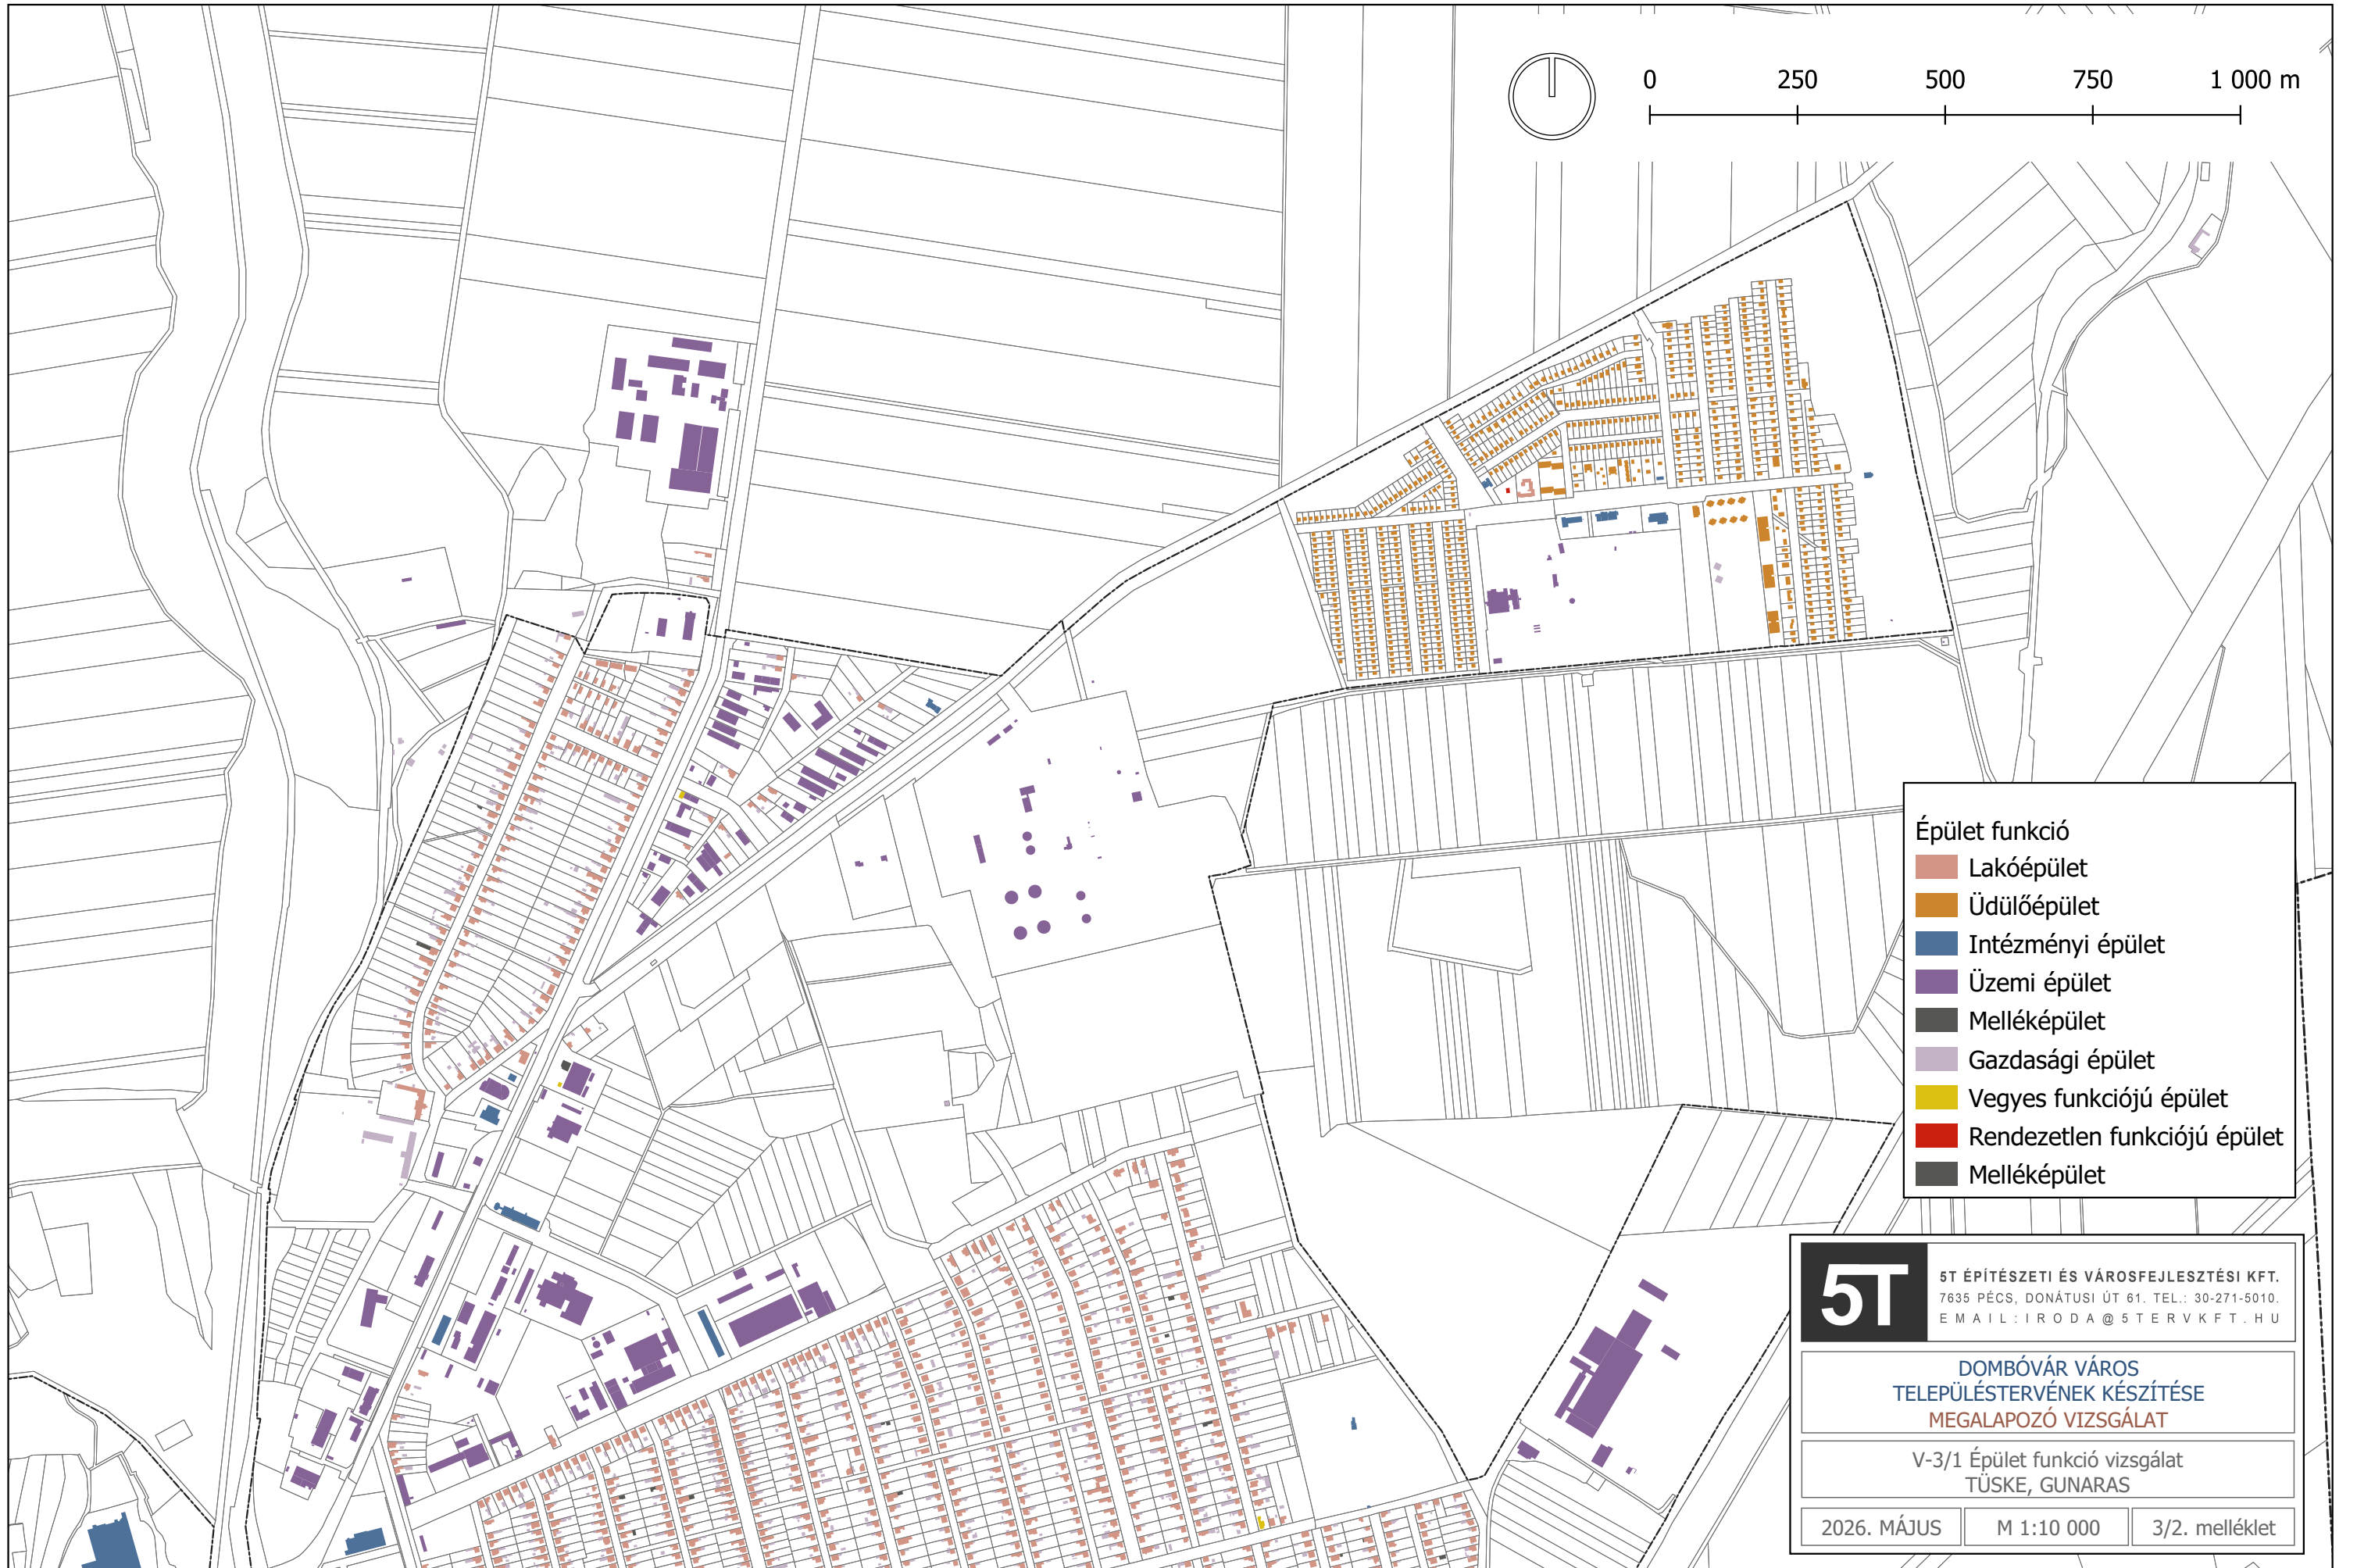 0 250 500 750 1 000 m
Épület funkció
Lakóépület
Üdülőépület
Intézményi épület
Üzemi épület
Melléképület
Gazdasági épület
Vegyes funkciójú épület
Rendezetlen funkciójú épület
Melléképület
5T
5T ÉPÍTÉSZETI ÉS VÁROSFEJLESZTÉSI KFT.
7635 PÉCS, DONÁTUSI ÚT 61. TEL.: 30-271-5010.
EMAIL: IRODA@5TERVKFT.HU
DOMBÓVÁR VÁROS
TELEPÜLÉSTERVÉNEK KÉSZÍTÉSE
MEGALAPOZÓ VIZSGÁLAT
V-3/1 Épület funkció vizsgálat
TÜSKE, GUNARAS
2026. MÁJUS M 1:10 000 3/2. melléklet